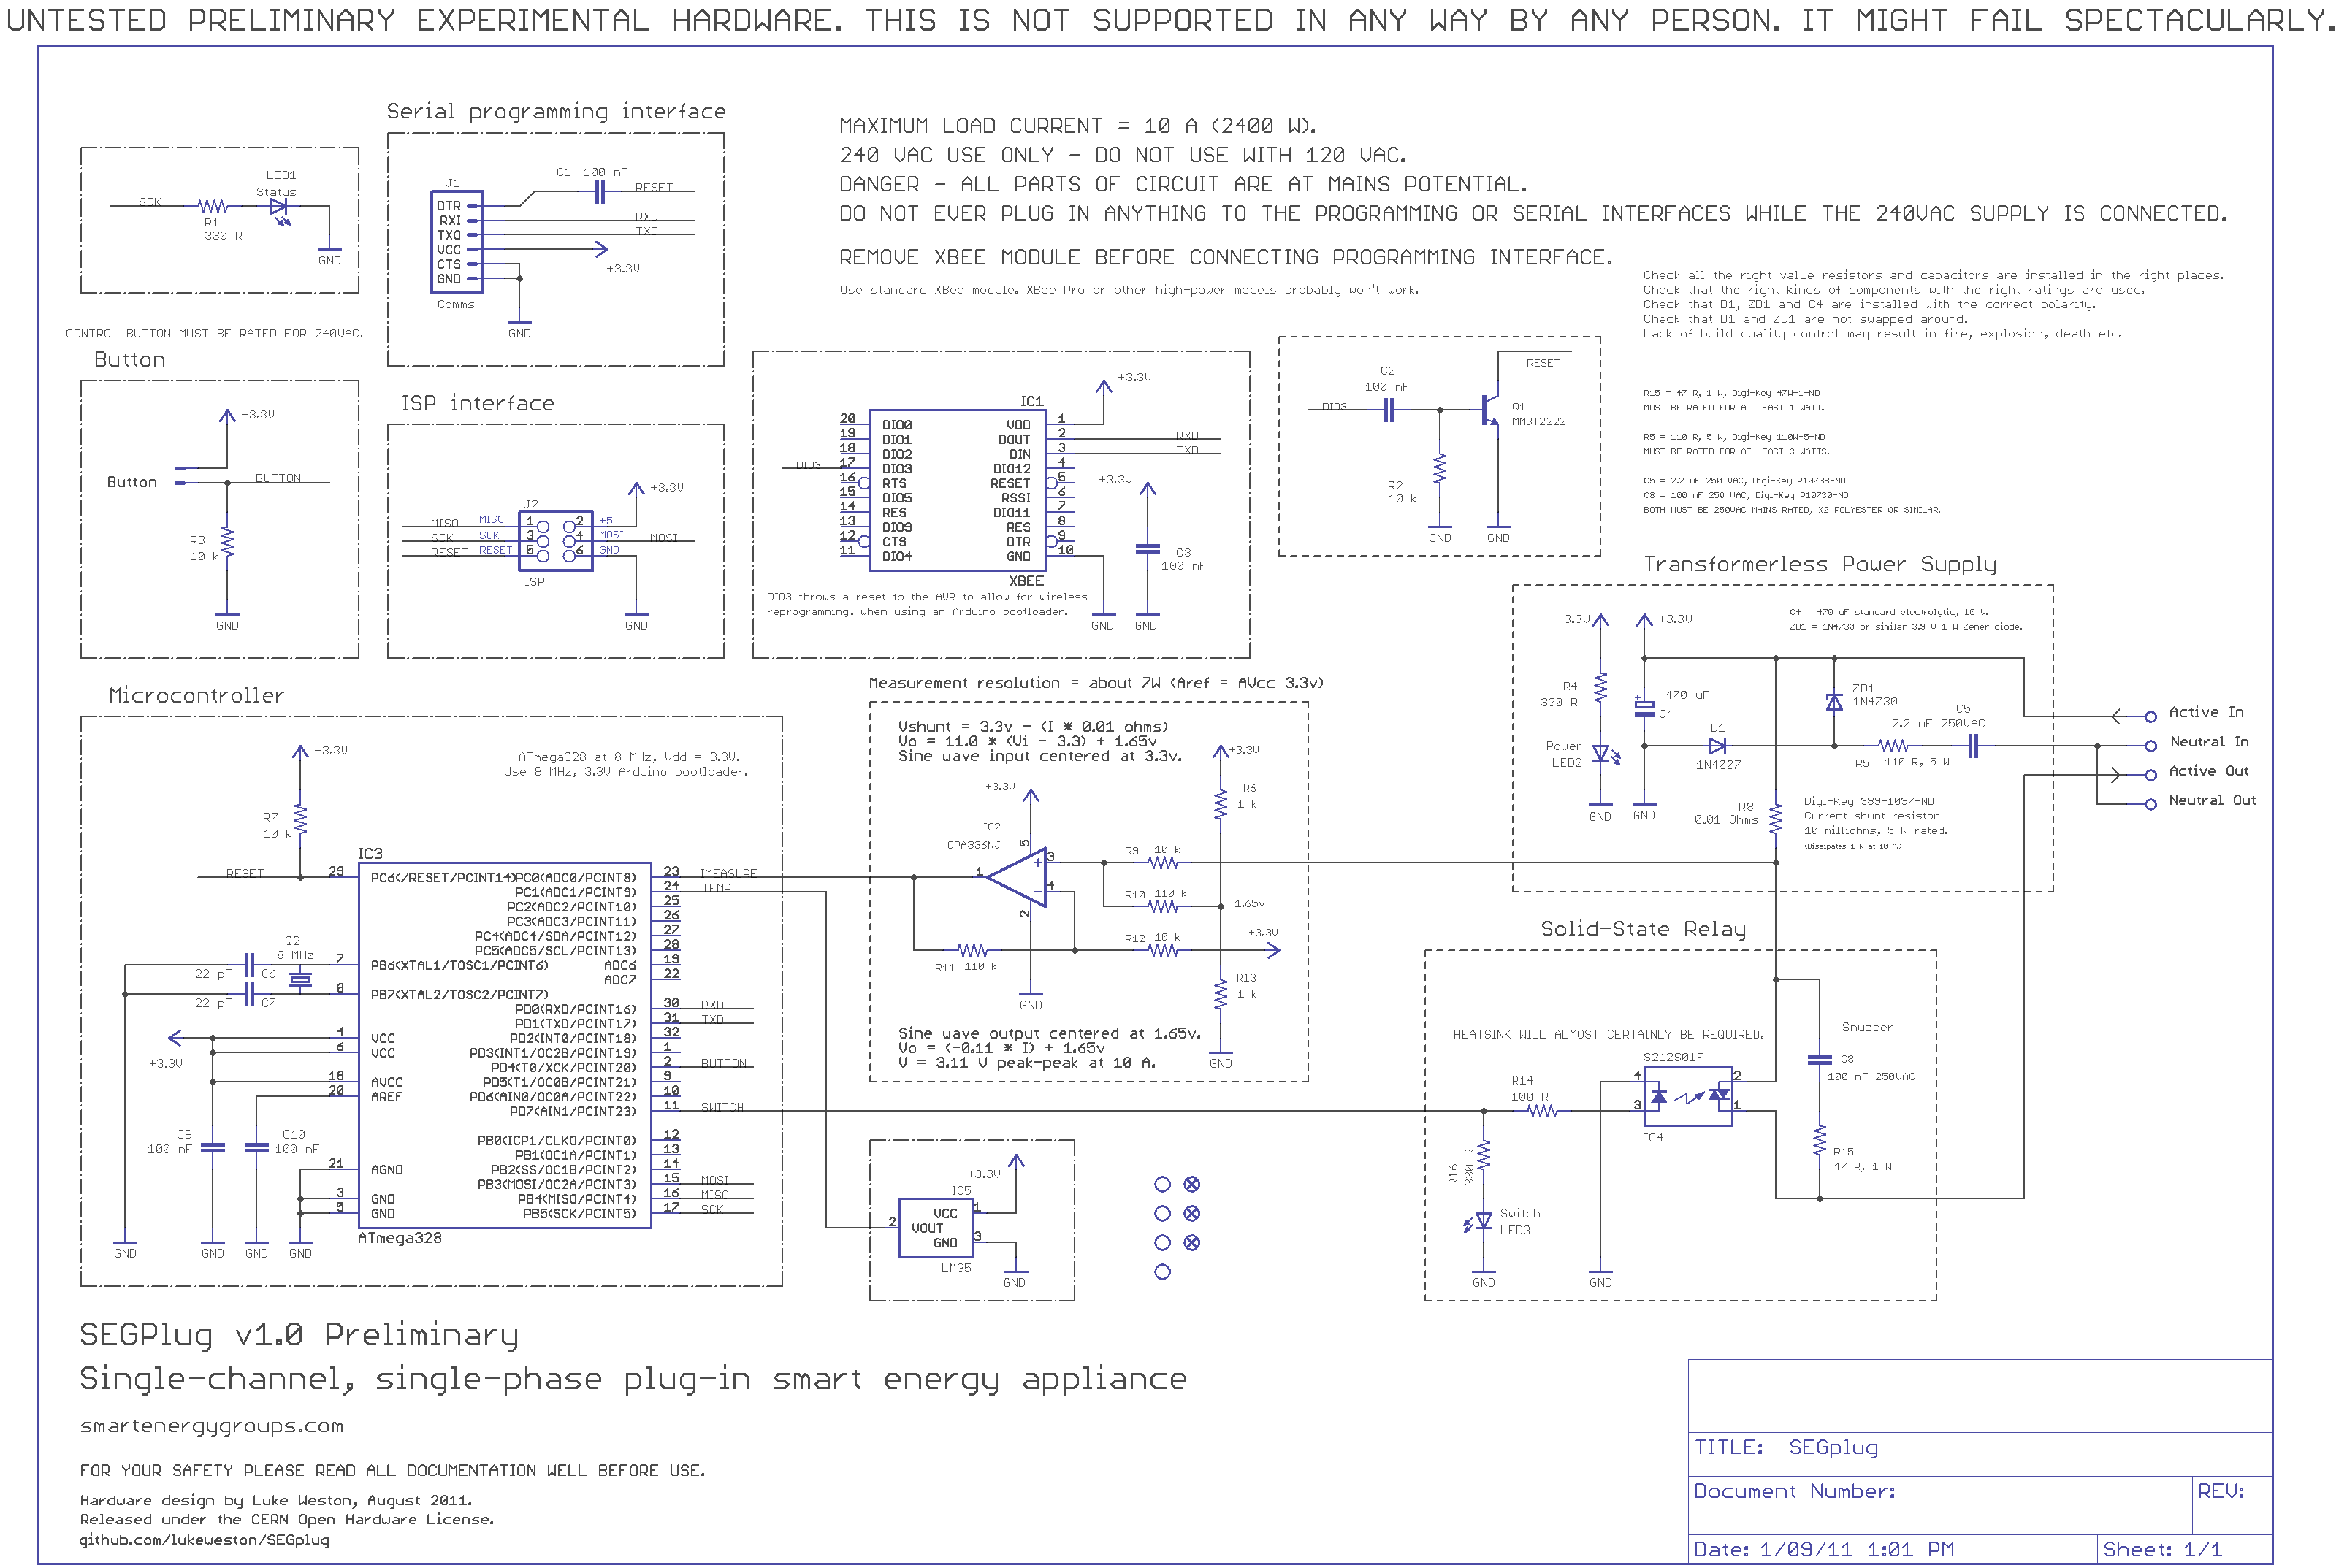 UNTESTED PRELIMINARY EXPERIMENTAL HARDWARE. THIS IS NOT SUPPORTED IN ANY WAY BY ANY PERSON. IT MIGHT FAIL SPECTACULARLY.
SCK
R1
330 R
LED1
Status
GND
Serial programming interface
J1
DTR
RXI
TXO
VCC
CTS
GND
Comms
C1 100 nF
RESET
RXD
TXD
+3.3V
GND
MAXIMUM LOAD CURRENT = 10 A (2400 W).
240 VAC USE ONLY - DO NOT USE WITH 120 VAC.
DANGER - ALL PARTS OF CIRCUIT ARE AT MAINS POTENTIAL.
DO NOT EVER PLUG IN ANYTHING TO THE PROGRAMMING OR SERIAL INTERFACES WHILE THE 240VAC SUPPLY IS CONNECTED.
REMOVE XBEE MODULE BEFORE CONNECTING PROGRAMMING INTERFACE.
Use standard XBee module. XBee Pro or other high-power models probably won't work.
Check all the right value resistors and capacitors are installed in the right places.
Check that the right kinds of components with the right ratings are used.
Check that D1, ZD1 and C4 are installed with the correct polarity.
Check that D1 and ZD1 are not swapped around.
Lack of build quality control may result in fire, explosion, death etc.
R15 = 47 R, 1 W, Digi-Key 47W-1-ND
MUST BE RATED FOR AT LEAST 1 WATT.
R5 = 110 R, 5 W, Digi-Key 110W-5-ND
MUST BE RATED FOR AT LEAST 3 WATTS.
C5 = 2.2 uF 250 VAC, Digi-Key P10738-ND
C8 = 100 nF 250 VAC, Digi-Key P10730-ND
BOTH MUST BE 250VAC MAINS RATED, X2 POLYESTER OR SIMILAR.
CONTROL BUTTON MUST BE RATED FOR 240VAC.
Button
+3.3V
Button
BUTTON
R3
10 k
GND
ISP interface
+3.3V
J2
MISO MISO 1 2 +5
SCK SCK 3 4 MOSI MOSI
RESET RESET 5 6 GND
ISP
GND
+3.3V
IC1
20 DIO0 VDD 1
19 DIO1 DOUT 2 RXD
18 DIO2 DIN 3 TXD
DIO3 17 DIO3 DIO12 4
16 RTS RESET 5
15 DIO5 RSSI 6
14 RES DIO11 7
13 DIO9 RES 8
12 CTS DTR 9
11 DIO4 GND 10
XBEE
+3.3V
C3
100 nF
DIO3 throws a reset to the AVR to allow for wireless
reprogramming, when using an Arduino bootloader.
GND GND
DIO3
C2
100 nF
RESET
Q1
MMBT2222
R2
10 k
GND GND
Transformerless Power Supply
C4 = 470 uF standard electrolytic, 10 V.
ZD1 = 1N4730 or similar 3.9 V 1 W Zener diode.
+3.3V +3.3V
R4
330 R
+
470 uF
C4
Power
LED2
GND GND
D1
1N4007
ZD1
1N4730
C5
2.2 uF 250VAC
R5 110 R, 5 W
R8
0.01 Ohms
Digi-Key 989-1097-ND
Current shunt resistor
10 milliohms, 5 W rated.
(Dissipates 1 W at 10 A.)
Active In
Neutral In
Active Out
Neutral Out
Microcontroller
+3.3V
ATmega328 at 8 MHz, Vdd = 3.3V.
Use 8 MHz, 3.3V Arduino bootloader.
R7
10 k
IC3
RESET 29 PC6(/RESET/PCINT14)
7 PB6(XTAL1/TOSC1/PCINT6)
8 PB7(XTAL2/TOSC2/PCINT7)
4 VCC
6 VCC
18 AVCC
20 AREF
21 AGND
3 GND
5 GND
ATmega328
Q2
8 MHz
22 pF C6
22 pF C7
+3.3V
C9
100 nF
C10
100 nF
GND GND GND GND
PC0(ADC0/PCINT8) 23 IMEASURE
PC1(ADC1/PCINT9) 24 TEMP
PC2(ADC2/PCINT10) 25
PC3(ADC3/PCINT11) 26
PC4(ADC4/SDA/PCINT12) 27
PC5(ADC5/SCL/PCINT13) 28
ADC6 19
ADC7 22
PD0(RXD/PCINT16) 30 RXD
PD1(TXD/PCINT17) 31 TXD
PD2(INT0/PCINT18) 32
PD3(INT1/OC2B/PCINT19) 1
PD4(T0/XCK/PCINT20) 2 BUTTON
PD5(T1/OC0B/PCINT21) 9
PD6(AIN0/OC0A/PCINT22) 10
PD7(AIN1/PCINT23) 11 SWITCH
PB0(ICP1/CLKO/PCINT0) 12
PB1(OC1A/PCINT1) 13
PB2(SS/OC1B/PCINT2) 14
PB3(MOSI/OC2A/PCINT3) 15 MOSI
PB4(MISO/PCINT4) 16 MISO
PB5(SCK/PCINT5) 17 SCK
Measurement resolution = about 7W (Aref = AVcc 3.3v)
Vshunt = 3.3v - (I * 0.01 ohms)
Vo = 11.0 * (Vi - 3.3) + 1.65v
Sine wave input centered at 3.3v.
+3.3V
R6
1 k
+3.3V
IC2
OPA336NJ
5
1
+ 3
- 4
2
R9 10 k
R10 110 k
1.65v
R12 10 k
+3.3V
R11 110 k
R13
1 k
GND
GND
Sine wave output centered at 1.65v.
Vo = (-0.11 * I) + 1.65v
V = 3.11 V peak-peak at 10 A.
+3.3V
IC5
VCC 1
2 VOUT
GND 3
LM35
GND
Solid-State Relay
HEATSINK WILL ALMOST CERTAINLY BE REQUIRED.
Snubber
S212S01F
4 2
3 1
IC4
C8
100 nF 250VAC
R14
100 R
R15
47 R, 1 W
R16
330 R
Switch
LED3
GND GND
SEGPlug v1.0 Preliminary
Single-channel, single-phase plug-in smart energy appliance
smartenergygroups.com
FOR YOUR SAFETY PLEASE READ ALL DOCUMENTATION WELL BEFORE USE.
Hardware design by Luke Weston, August 2011.
Released under the CERN Open Hardware License.
github.com/lukeweston/SEGplug
TITLE: SEGplug
Document Number:
REV:
Date: 1/09/11 1:01 PM
Sheet: 1/1